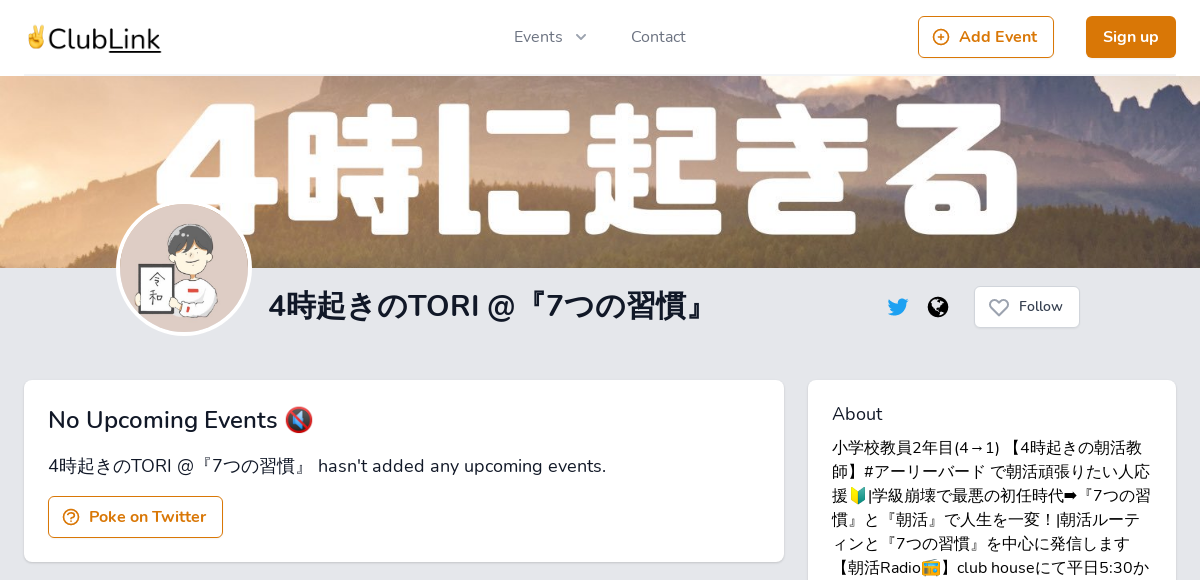 ✌️ClubLink
Events
Contact
Add Event
Sign up
4時に起きる
令和
4時起きのTORI @『7つの習慣』
Follow
No Upcoming Events 🔇
4時起きのTORI @『7つの習慣』 hasn't added any upcoming events.
Poke on Twitter
About
小学校教員2年目(4→1) 【4時起きの朝活教
師】#アーリーバード で朝活頑張りたい人応
援🔰|学級崩壊で最悪の初任時代➡『7つの習
慣』と『朝活』で人生を一変！|朝活ルーテ
ィンと『7つの習慣』を中心に発信します
【朝活Radio📻】club houseにて平日5:30か